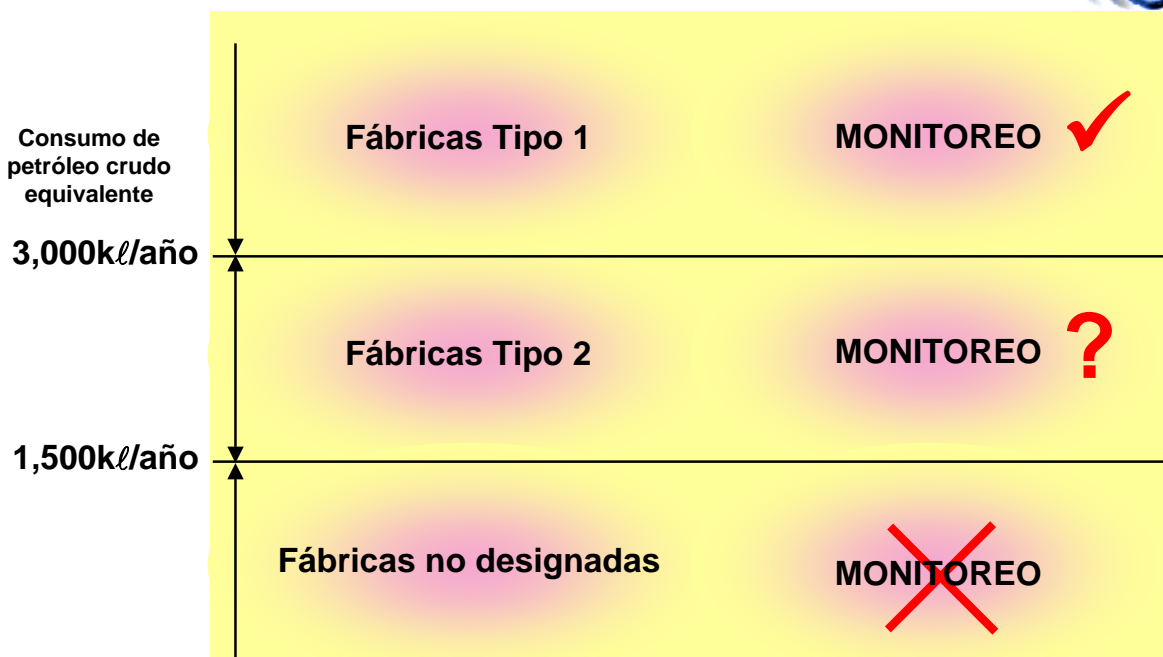 Consumo de
petróleo crudo
equivalente
Fábricas Tipo 1
MONITOREO
3,000kℓ/año
Fábricas Tipo 2
MONITOREO ?
1,500kℓ/año
Fábricas no designadas
MONITOREO